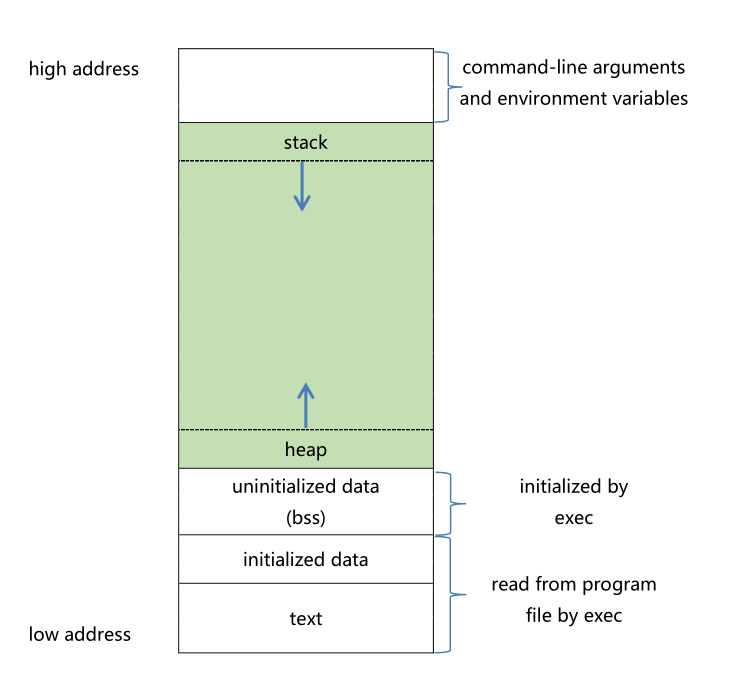 high address
command-line arguments
and environment variables
stack
heap
uninitialized data
(bss)
initialized by
exec
initialized data
read from program
file by exec
text
low address